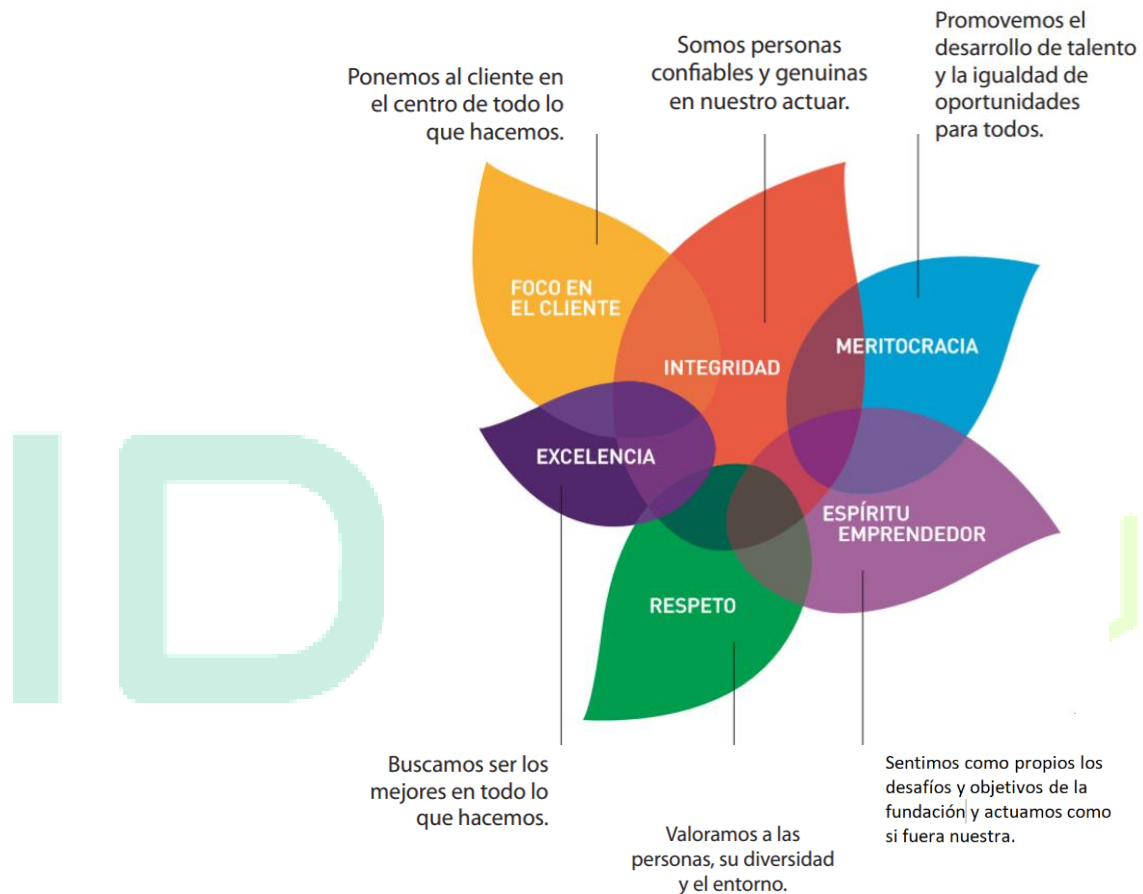 Promovemos el
desarrollo de talento
y la igualdad de
oportunidades
para todos.
Somos personas
confiables y genuinas
en nuestro actuar.
Ponemos al cliente en
el centro de todo lo
que hacemos.
FOCO EN
EL CLIENTE
INTEGRIDAD
MERITOCRACIA
EXCELENCIA
ESPÍRITU
EMPRENDEDOR
RESPETO
ID
Buscamos ser los
mejores en todo lo
que hacemos.
Valoramos a las
personas, su diversidad
y el entorno.
Sentimos como propios los
desafíos y objetivos de la
fundación y actuamos como
si fuera nuestra.